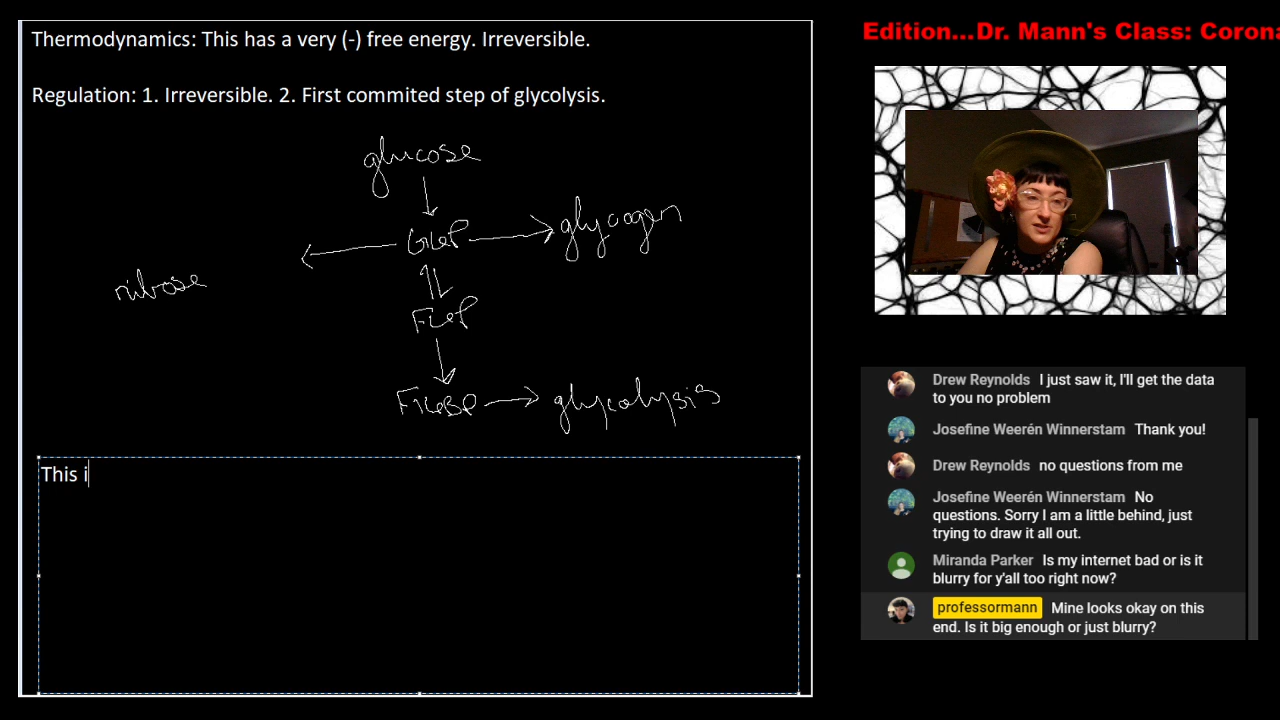 Thermodynamics: This has a very (-) free energy. Irreversible.
Regulation: 1. Irreversible. 2. First commited step of glycolysis.
glucose
G6P
glycogen
ribose
F6P
F16BP
glycolysis
This i
Edition...Dr. Mann's Class: Corona
Drew Reynolds I just saw it, I'll get the data
to you no problem
Josefine Weerén Winnerstam Thank you!
Drew Reynolds no questions from me
Josefine Weerén Winnerstam No
questions. Sorry I am a little behind, just
trying to draw it all out.
Miranda Parker Is my internet bad or is it
blurry for y'all too right now?
professormann Mine looks okay on this
end. Is it big enough or just blurry?